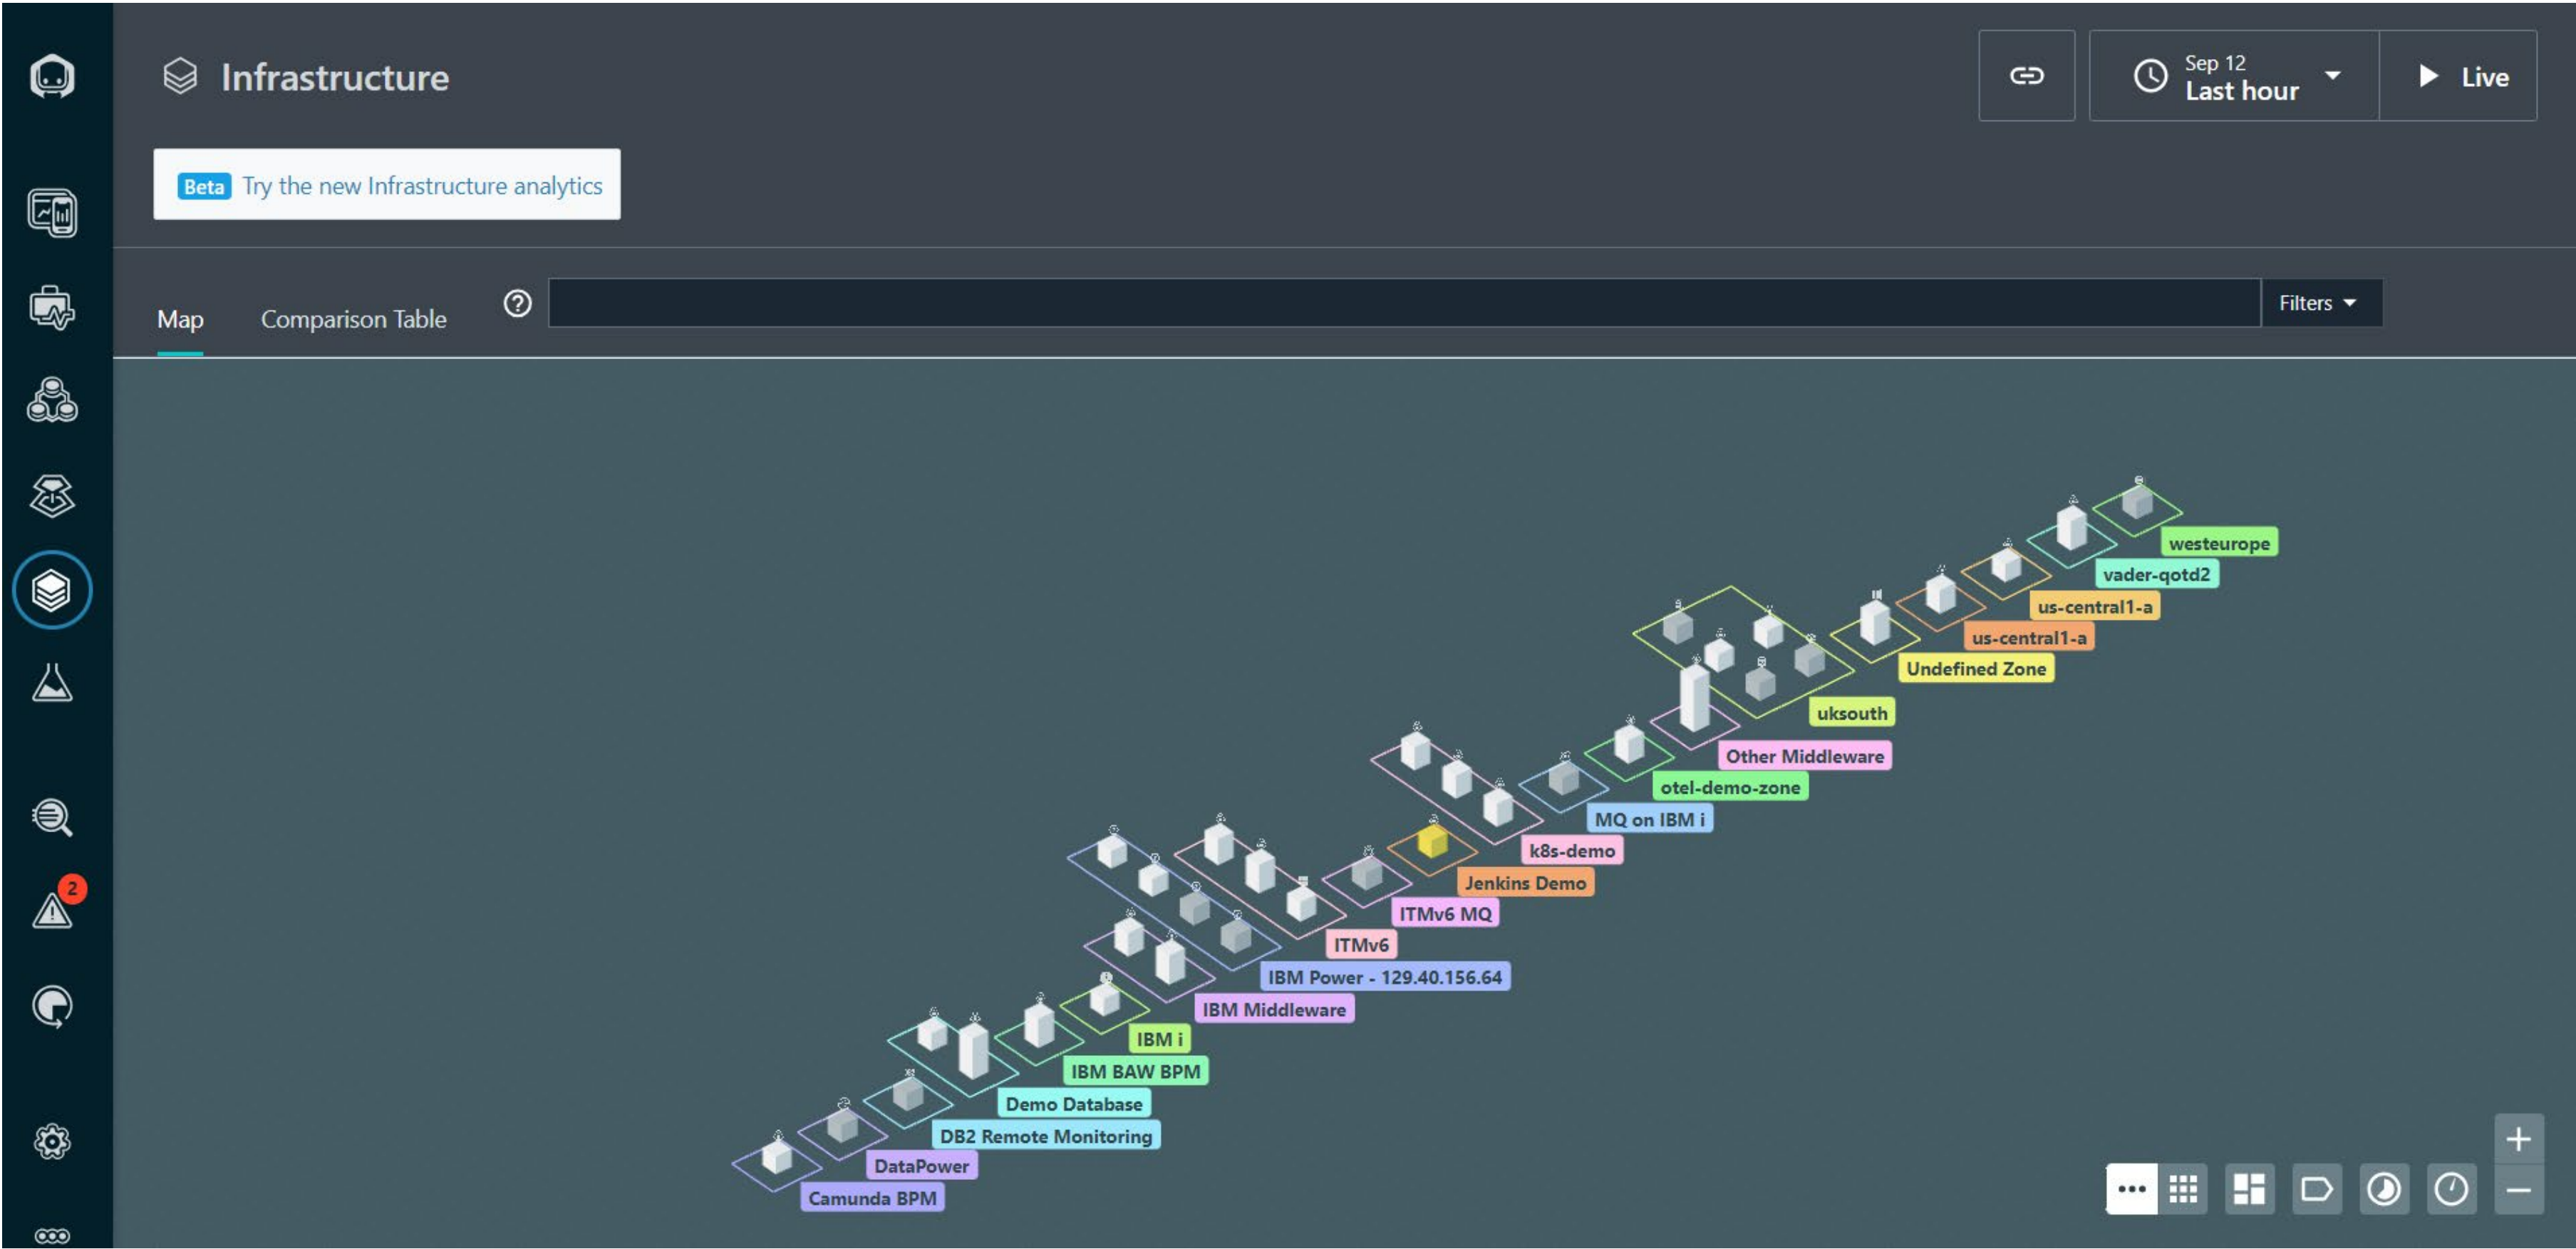 Infrastructure
Sep 12
Last hour
Live
Beta Try the new Infrastructure analytics
Map
Comparison Table
?
Filters
westeurope
vader-qotd2
us-central1-a
us-central1-a
Undefined Zone
uksouth
Other Middleware
otel-demo-zone
MQ on IBM i
k8s-demo
Jenkins Demo
ITMv6 MQ
ITMv6
IBM Power - 129.40.156.64
IBM Middleware
IBM i
IBM BAW BPM
Demo Database
DB2 Remote Monitoring
DataPower
Camunda BPM
2